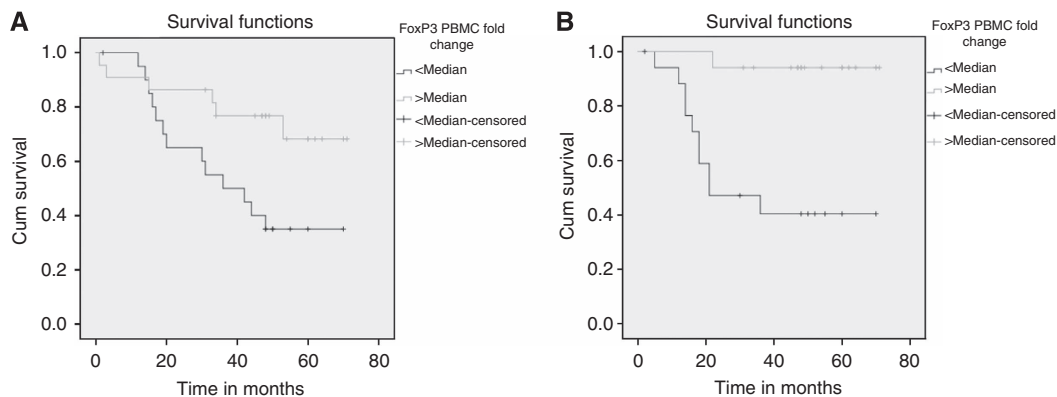 A
Survival functions
FoxP3 PBMC fold
change
<Median
>Median
<Median-censored
>Median-censored
1.0
0.8
0.6
0.4
0.2
0.0
Cum survival
0 20 40 60 80
Time in months
B
Survival functions
FoxP3 PBMC fold
change
<Median
>Median
<Median-censored
>Median-censored
1.0
0.8
0.6
0.4
0.2
0.0
Cum survival
0 20 40 60 80
Time in months